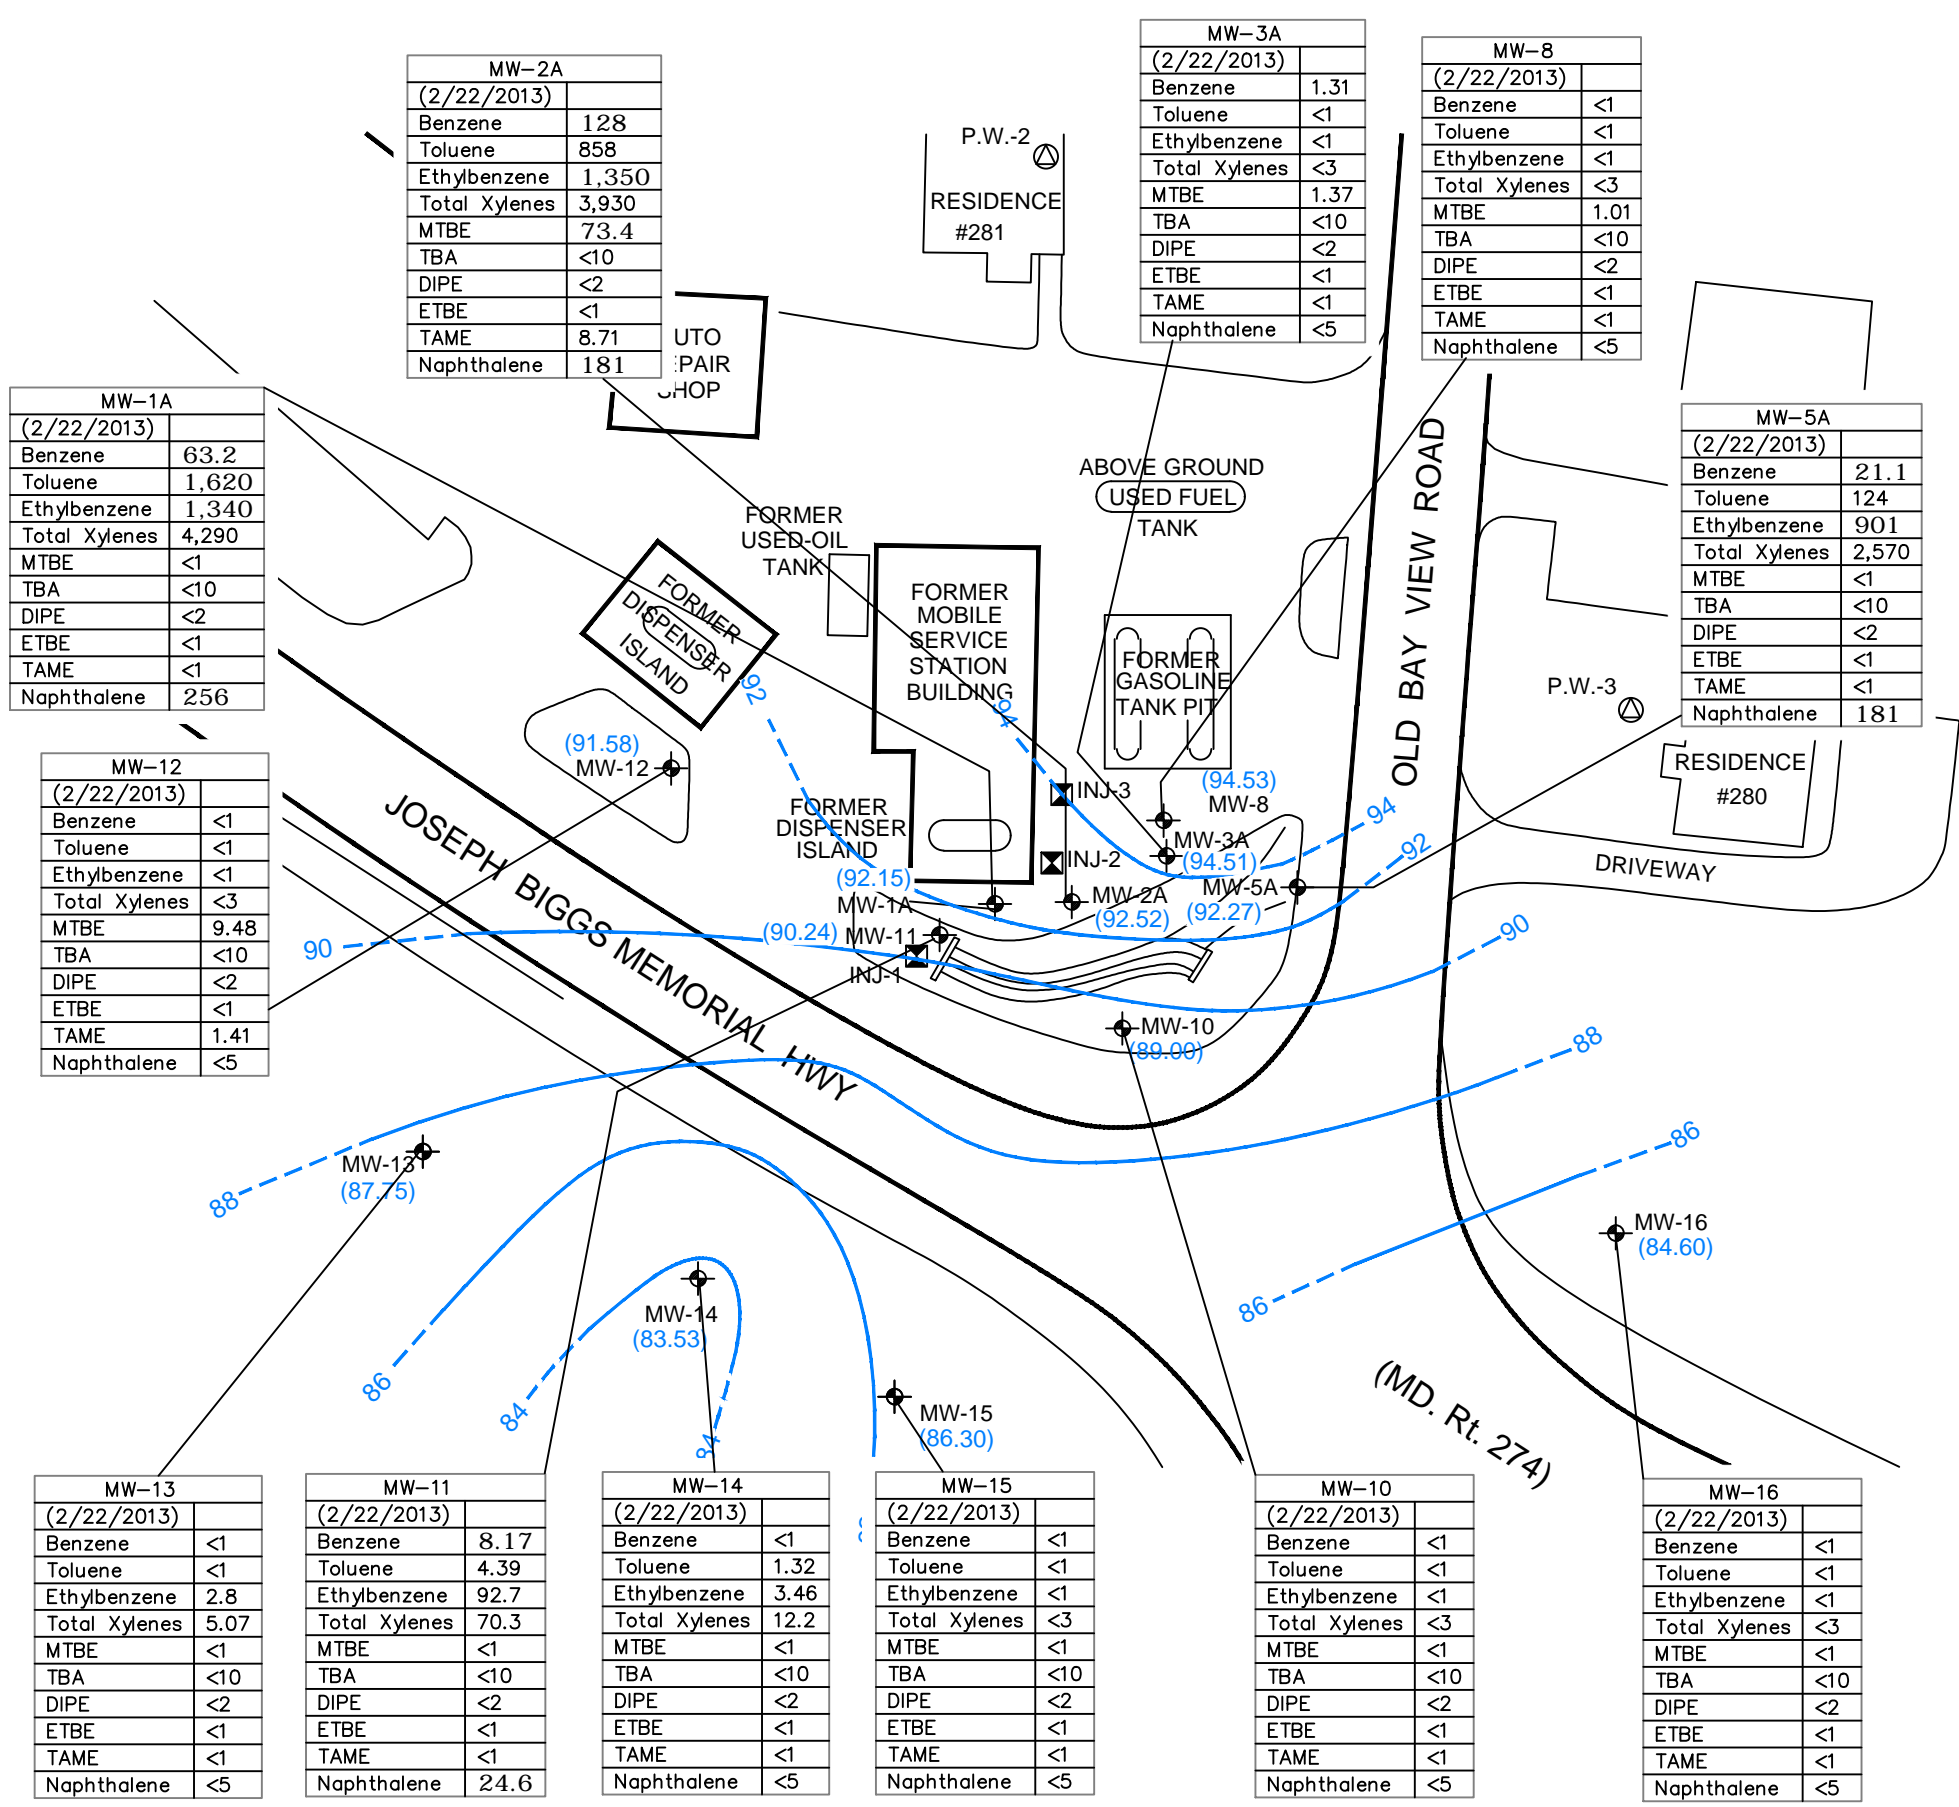 MW-2A
(2/22/2013)
Benzene 128
Toluene 858
Ethylbenzene 1,350
Total Xylenes 3,930
MTBE 73.4
TBA <10
DIPE <2
ETBE <1
TAME 8.71
Naphthalene 181
MW-3A
(2/22/2013)
Benzene 1.31
Toluene <1
Ethylbenzene <1
Total Xylenes <3
MTBE 1.37
TBA <10
DIPE <2
ETBE <1
TAME <1
Naphthalene <5
MW-8
(2/22/2013)
Benzene <1
Toluene <1
Ethylbenzene <1
Total Xylenes <3
MTBE 1.01
TBA <10
DIPE <2
ETBE <1
TAME <1
Naphthalene <5
MW-1A
(2/22/2013)
Benzene 63.2
Toluene 1,620
Ethylbenzene 1,340
Total Xylenes 4,290
MTBE <1
TBA <10
DIPE <2
ETBE <1
TAME <1
Naphthalene 256
MW-5A
(2/22/2013)
Benzene 21.1
Toluene 124
Ethylbenzene 901
Total Xylenes 2,570
MTBE <1
TBA <10
DIPE <2
ETBE <1
TAME <1
Naphthalene 181
MW-12
(2/22/2013)
Benzene <1
Toluene <1
Ethylbenzene <1
Total Xylenes <3
MTBE 9.48
TBA <10
DIPE <2
ETBE <1
TAME 1.41
Naphthalene <5
P.W.-2
RESIDENCE
#281
UTO
PAIR
HOP
ABOVE GROUND
USED FUEL
TANK
FORMER
USED-OIL
TANK
FORMER
DISPENSER
ISLAND
FORMER
MOBILE
SERVICE
STATION
BUILDING
FORMER
GASOLINE
TANK PIT
OLD BAY VIEW ROAD
P.W.-3
RESIDENCE
#280
DRIVEWAY
92
94
(91.58)
MW-12
FORMER
DISPENSER
ISLAND
INJ-3
(94.53)
MW-8
MW-3A
(94.51)
INJ-2
94
92
(92.15)
MW-1A
MW-2A
(92.52)
MW-5A
(92.27)
90
(90.24)
MW-11
INJ-1
90
JOSEPH BIGGS MEMORIAL HWY
MW-10
(89.00)
88
86
MW-13
(87.75)
88
MW-16
(84.60)
86
MW-14
(83.53)
86
84
84
MW-15
(86.30)
(MD. Rt. 274)
MW-13
(2/22/2013)
Benzene <1
Toluene <1
Ethylbenzene 2.8
Total Xylenes 5.07
MTBE <1
TBA <10
DIPE <2
ETBE <1
TAME <1
Naphthalene <5
MW-11
(2/22/2013)
Benzene 8.17
Toluene 4.39
Ethylbenzene 92.7
Total Xylenes 70.3
MTBE <1
TBA <10
DIPE <2
ETBE <1
TAME <1
Naphthalene 24.6
MW-14
(2/22/2013)
Benzene <1
Toluene 1.32
Ethylbenzene 3.46
Total Xylenes 12.2
MTBE <1
TBA <10
DIPE <2
ETBE <1
TAME <1
Naphthalene <5
MW-15
(2/22/2013)
Benzene <1
Toluene <1
Ethylbenzene <1
Total Xylenes <3
MTBE <1
TBA <10
DIPE <2
ETBE <1
TAME <1
Naphthalene <5
MW-10
(2/22/2013)
Benzene <1
Toluene <1
Ethylbenzene <1
Total Xylenes <3
MTBE <1
TBA <10
DIPE <2
ETBE <1
TAME <1
Naphthalene <5
MW-16
(2/22/2013)
Benzene <1
Toluene <1
Ethylbenzene <1
Total Xylenes <3
MTBE <1
TBA <10
DIPE <2
ETBE <1
TAME <1
Naphthalene <5